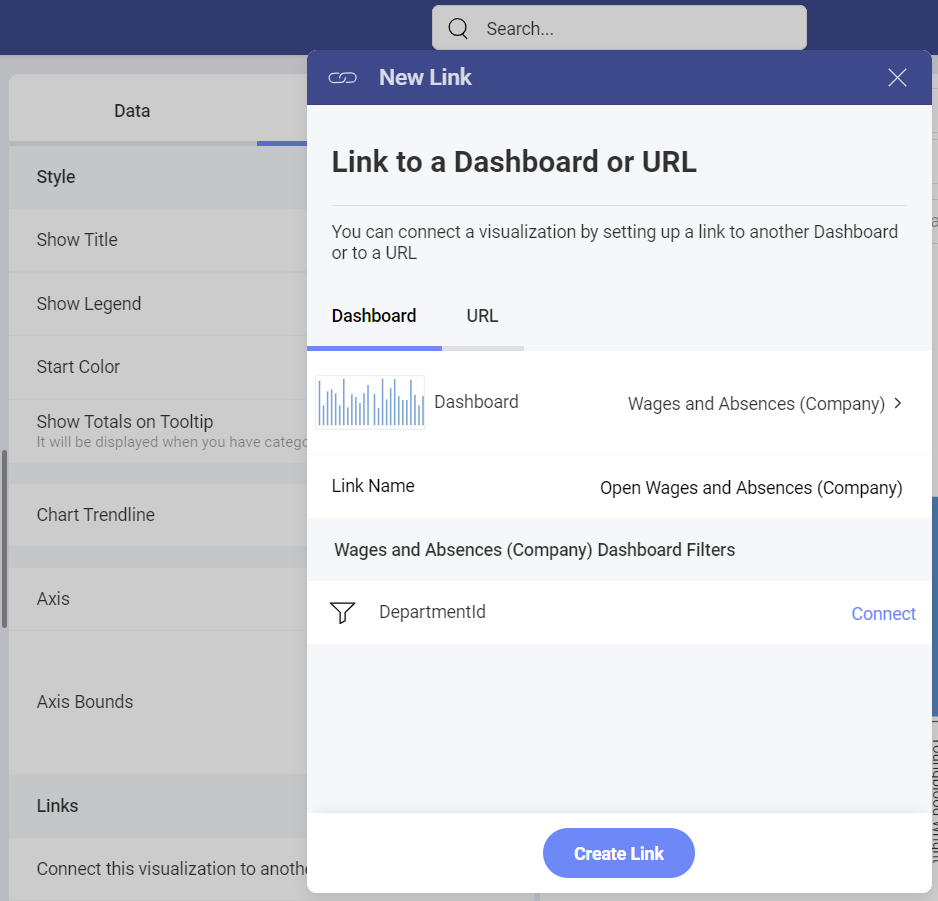 Search...
New Link
Data
Link to a Dashboard or URL
Style
You can connect a visualization by setting up a link to another Dashboard
or to a URL
Show Title
Show Legend
Dashboard URL
Start Color
Dashboard Wages and Absences (Company)
Show Totals on Tooltip
It will be displayed when you have catego
Link Name Open Wages and Absences (Company)
Chart Trendline
Wages and Absences (Company) Dashboard Filters
Axis
DepartmentId Connect
Axis Bounds
Links
Connect this visualization to anothe
Create Link